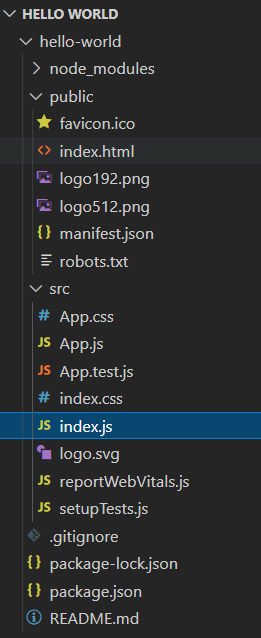 HELLO WORLD
hello-world
node_modules
public
favicon.ico
<> index.html
logo192.png
logo512.png
{} manifest.json
robots.txt
src
# App.css
JS App.js
JS App.test.js
# index.css
JS index.js
logo.svg
JS reportWebVitals.js
JS setupTests.js
.gitignore
{} package-lock.json
{} package.json
README.md